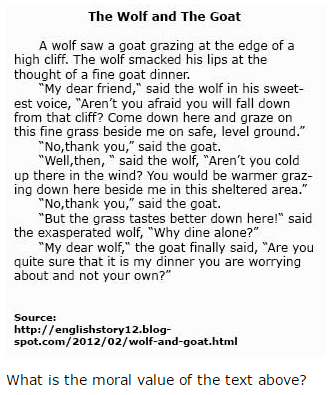 The Wolf and The Goat
A wolf saw a goat grazing at the edge of a
high cliff. The wolf smacked his lips at the
thought of a fine goat dinner.
“My dear friend,“ said the wolf in his sweet-
est voice, “Aren’t you afraid you will fall down
from that cliff? Come down here and graze on
this fine grass beside me on safe, level ground.”
“No,thank you,” said the goat.
“Well,then, “ said the wolf, “Aren’t you cold
up there in the wind? You would be warmer graz-
ing down here beside me in this sheltered area.”
“No,thank you,” said the goat.
“But the grass tastes better down here!“ said
the exasperated wolf, “Why dine alone?”
“My dear wolf,“ the goat finally said, “Are you
quite sure that it is my dinner you are worrying
about and not your own?”
Source:
http://englishstory12.blog-
spot.com/2012/02/wolf-and-goat.html
What is the moral value of the text above?